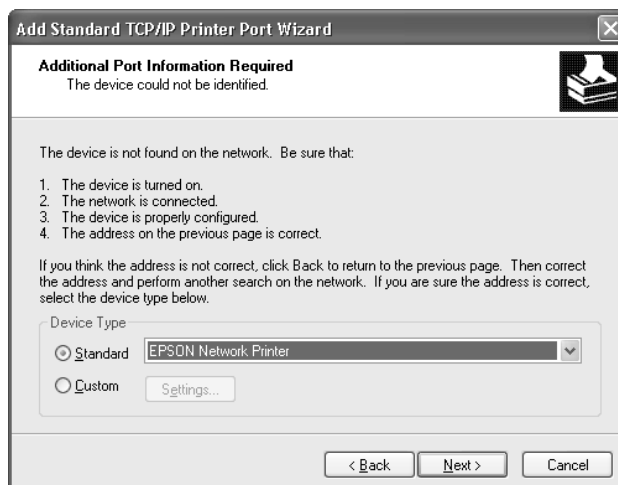 Add Standard TCP/IP Printer Port Wizard
Additional Port Information Required
The device could not be identified.
The device is not found on the network.  Be sure that:
1.  The device is turned on.
2.  The network is connected.
3.  The device is properly configured.
4.  The address on the previous page is correct.
If you think the address is not correct, click Back to return to the previous page.  Then correct
the address and perform another search on the network.  If you are sure the address is correct,
select the device type below.
Device Type
Standard EPSON Network Printer
Custom Settings...
< Back Next > Cancel